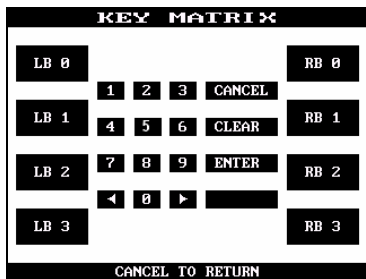 KEY MATRIX
LB 0
RB 0
1 2 3 CANCEL
LB 1
RB 1
4 5 6 CLEAR
7 8 9 ENTER
LB 2
RB 2
◄ 0 ►
LB 3
RB 3
CANCEL TO RETURN